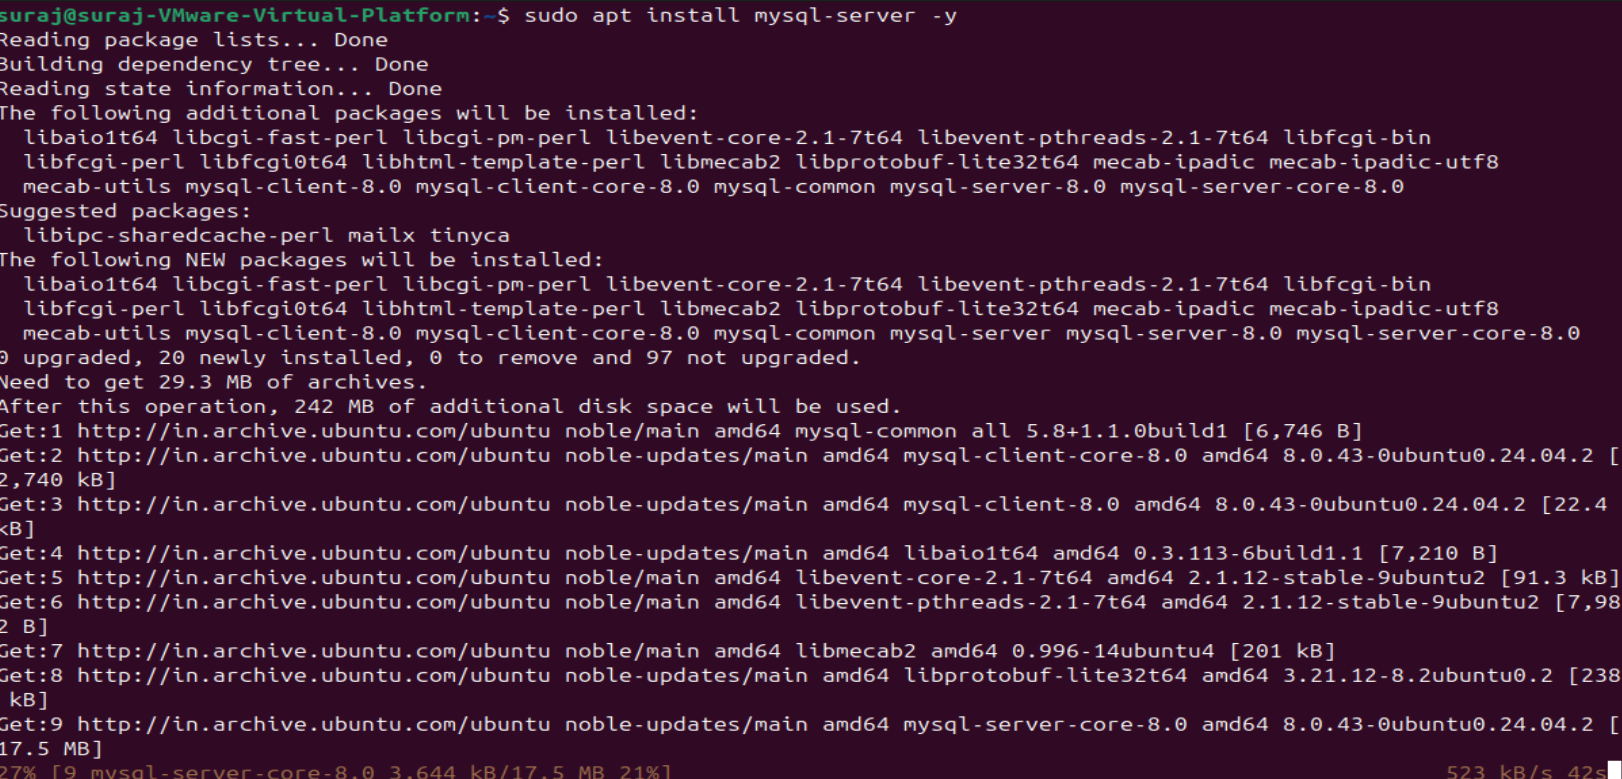 suraj@suraj-VMware-Virtual-Platform:~$ sudo apt install mysql-server -y
Reading package lists... Done
Building dependency tree... Done
Reading state information... Done
The following additional packages will be installed:
  libaio1t64 libcgi-fast-perl libcgi-pm-perl libevent-core-2.1-7t64 libevent-pthreads-2.1-7t64 libfcgi-bin
  libfcgi-perl libfcgi0t64 libhtml-template-perl libmecab2 libprotobuf-lite32t64 mecab-ipadic mecab-ipadic-utf8
  mecab-utils mysql-client-8.0 mysql-client-core-8.0 mysql-common mysql-server-8.0 mysql-server-core-8.0
Suggested packages:
  libipc-sharedcache-perl mailx tinyca
The following NEW packages will be installed:
  libaio1t64 libcgi-fast-perl libcgi-pm-perl libevent-core-2.1-7t64 libevent-pthreads-2.1-7t64 libfcgi-bin
  libfcgi-perl libfcgi0t64 libhtml-template-perl libmecab2 libprotobuf-lite32t64 mecab-ipadic mecab-ipadic-utf8
  mecab-utils mysql-client-8.0 mysql-client-core-8.0 mysql-common mysql-server mysql-server-8.0 mysql-server-core-8.0
0 upgraded, 20 newly installed, 0 to remove and 97 not upgraded.
Need to get 29.3 MB of archives.
After this operation, 242 MB of additional disk space will be used.
Get:1 http://in.archive.ubuntu.com/ubuntu noble/main amd64 mysql-common all 5.8+1.1.0build1 [6,746 B]
Get:2 http://in.archive.ubuntu.com/ubuntu noble-updates/main amd64 mysql-client-core-8.0 amd64 8.0.43-0ubuntu0.24.04.2 [
2,740 kB]
Get:3 http://in.archive.ubuntu.com/ubuntu noble-updates/main amd64 mysql-client-8.0 amd64 8.0.43-0ubuntu0.24.04.2 [22.4
kB]
Get:4 http://in.archive.ubuntu.com/ubuntu noble-updates/main amd64 libaio1t64 amd64 0.3.113-6build1.1 [7,210 B]
Get:5 http://in.archive.ubuntu.com/ubuntu noble/main amd64 libevent-core-2.1-7t64 amd64 2.1.12-stable-9ubuntu2 [91.3 kB]
Get:6 http://in.archive.ubuntu.com/ubuntu noble/main amd64 libevent-pthreads-2.1-7t64 amd64 2.1.12-stable-9ubuntu2 [7,98
2 B]
Get:7 http://in.archive.ubuntu.com/ubuntu noble/main amd64 libmecab2 amd64 0.996-14ubuntu4 [201 kB]
Get:8 http://in.archive.ubuntu.com/ubuntu noble-updates/main amd64 libprotobuf-lite32t64 amd64 3.21.12-8.2ubuntu0.2 [238
 kB]
Get:9 http://in.archive.ubuntu.com/ubuntu noble-updates/main amd64 mysql-server-core-8.0 amd64 8.0.43-0ubuntu0.24.04.2 [
17.5 MB]
27% [9 mysql-server-core-8.0 3,644 kB/17.5 MB 21%] 523 kB/s 42s